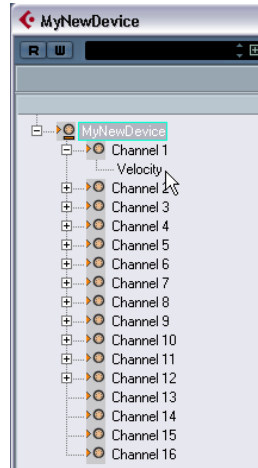 MyNewDevice
R W
MyNewDevice
Channel 1
Velocity
Channel 2
Channel 3
Channel 4
Channel 5
Channel 6
Channel 7
Channel 8
Channel 9
Channel 10
Channel 11
Channel 12
Channel 13
Channel 14
Channel 15
Channel 16